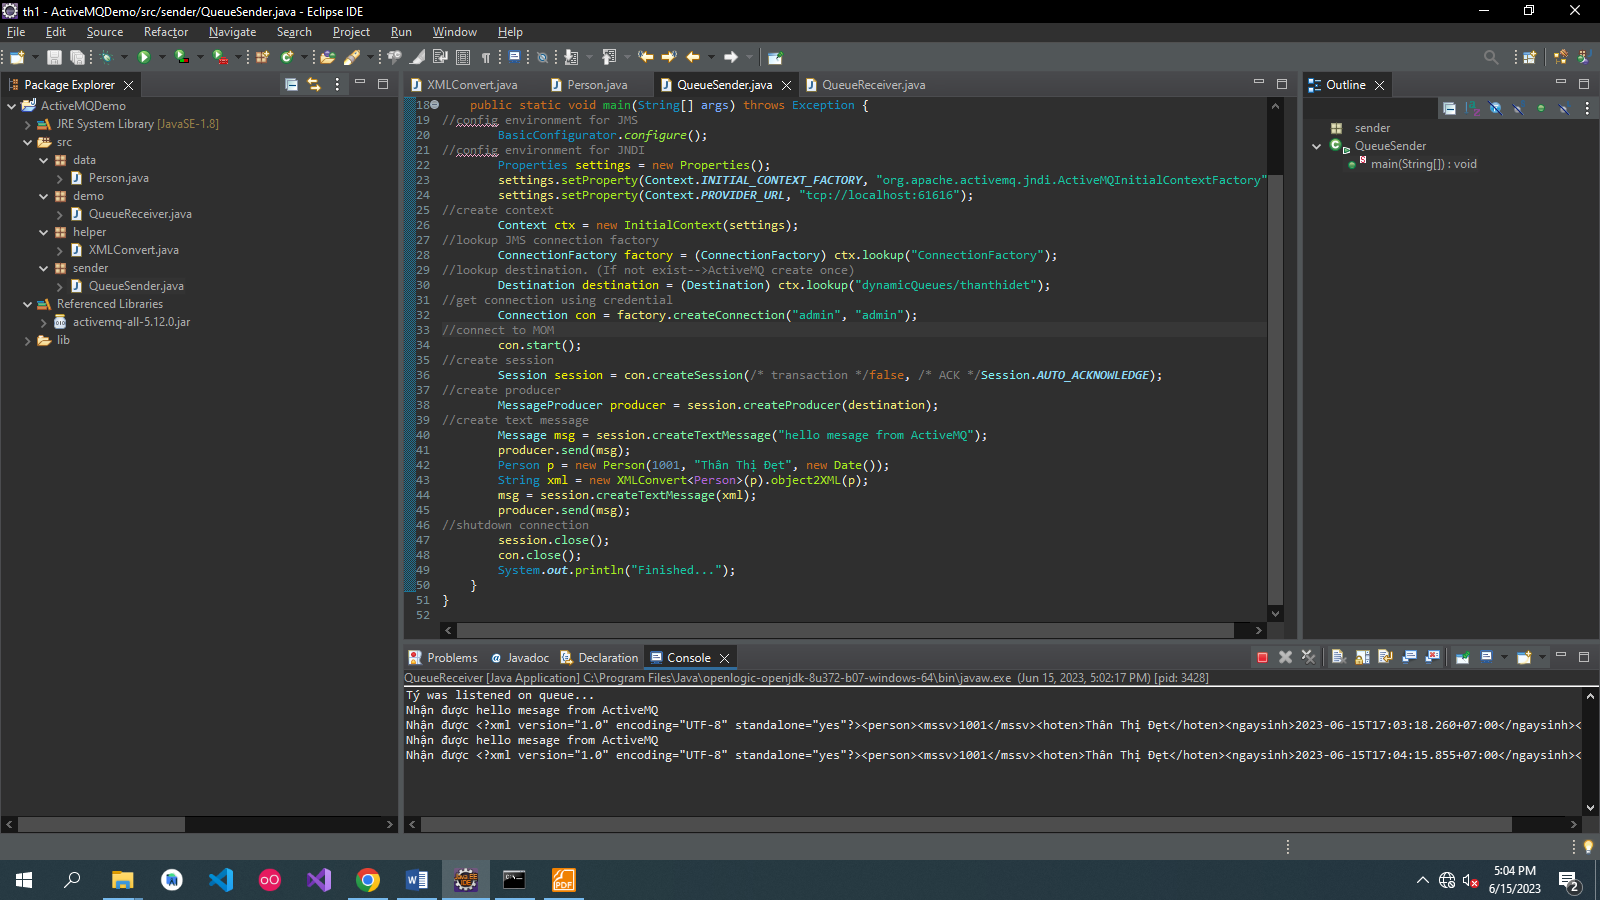 th1 - ActiveMQDemo/src/sender/QueueSender.java - Eclipse IDE
File Edit Source Refactor Navigate Search Project Run Window Help
Package Explorer
ActiveMQDemo
JRE System Library [JavaSE-1.8]
src
data
Person.java
demo
QueueReceiver.java
helper
XMLConvert.java
sender
QueueSender.java
Referenced Libraries
activemq-all-5.12.0.jar
lib
XMLConvert.java Person.java QueueSender.java QueueReceiver.java
18 public static void main(String[] args) throws Exception {
19 //config environment for JMS
20 BasicConfigurator.configure();
21 //config environment for JNDI
22 Properties settings = new Properties();
23 settings.setProperty(Context.INITIAL_CONTEXT_FACTORY, "org.apache.activemq.jndi.ActiveMQInitialContextFactory"
24 settings.setProperty(Context.PROVIDER_URL, "tcp://localhost:61616");
25 //create context
26 Context ctx = new InitialContext(settings);
27 //lookup JMS connection factory
28 ConnectionFactory factory = (ConnectionFactory) ctx.lookup("ConnectionFactory");
29 //lookup destination. (If not exist-->ActiveMQ create once)
30 Destination destination = (Destination) ctx.lookup("dynamicQueues/thanthidet");
31 //get connection using credential
32 Connection con = factory.createConnection("admin", "admin");
33 //connect to MOM
34 con.start();
35 //create session
36 Session session = con.createSession(/* transaction */false, /* ACK */Session.AUTO_ACKNOWLEDGE);
37 //create producer
38 MessageProducer producer = session.createProducer(destination);
39 //create text message
40 Message msg = session.createTextMessage("hello mesage from ActiveMQ");
41 producer.send(msg);
42 Person p = new Person(1001, "Thân Thị Đẹt", new Date());
43 String xml = new XMLConvert<Person>(p).object2XML(p);
44 msg = session.createTextMessage(xml);
45 producer.send(msg);
46 //shutdown connection
47 session.close();
48 con.close();
49 System.out.println("Finished...");
50 }
51 }
52
Outline
sender
QueueSender
main(String[]) : void
Problems Javadoc Declaration Console
QueueReceiver [Java Application] C:\Program Files\Java\openlogic-openjdk-8u372-b07-windows-64\bin\javaw.exe (Jun 15, 2023, 5:02:17 PM) [pid: 3428]
Tý was listened on queue...
Nhận được hello mesage from ActiveMQ
Nhận được <?xml version="1.0" encoding="UTF-8" standalone="yes"?><person><mssv>1001</mssv><hoten>Thân Thị Đẹt</hoten><ngaysinh>2023-06-15T17:03:18.260+07:00</ngaysinh><
Nhận được hello mesage from ActiveMQ
Nhận được <?xml version="1.0" encoding="UTF-8" standalone="yes"?><person><mssv>1001</mssv><hoten>Thân Thị Đẹt</hoten><ngaysinh>2023-06-15T17:04:15.855+07:00</ngaysinh><
5:04 PM
6/15/2023
2